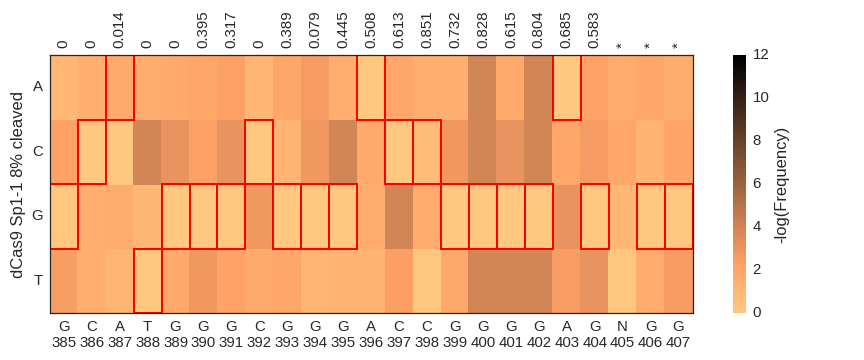 0 0 0.014 0 0 0.395 0.317 0 0.389 0.079 0.445 0.508 0.613 0.851 0.732 0.828 0.615 0.804 0.685 0.583 * * *
dCas9 Sp1-1 8% cleaved
A
C
G
T
G C A T G G G C G G G A C C G G G G A G N G G
385 386 387 388 389 390 391 392 393 394 395 396 397 398 399 400 401 402 403 404 405 406 407
12
10
8
6
4
2
0
-log(Frequency)